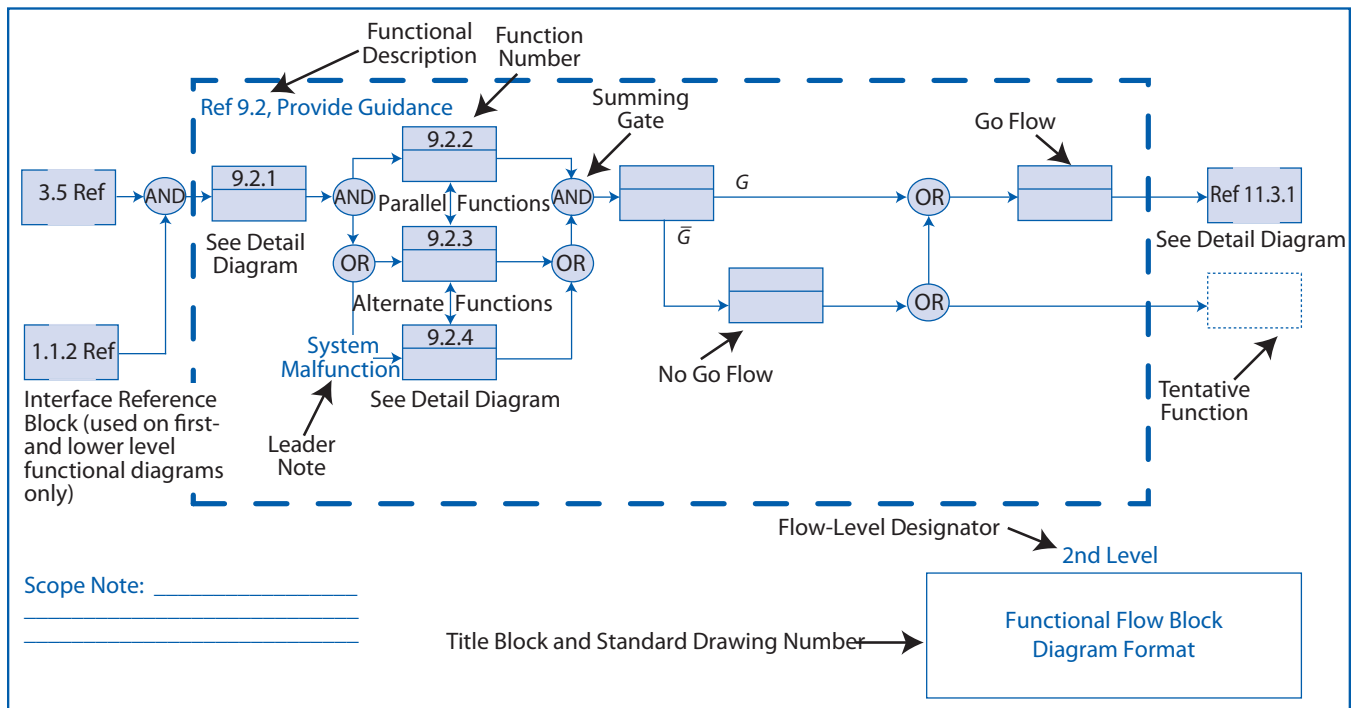 Functional
Description
Function
Number
Ref 9.2, Provide Guidance
Summing
Gate
Go Flow
9.2.2
3.5 Ref
AND
9.2.1
AND
Parallel Functions
AND
G
OR
Ref 11.3.1
See Detail
Diagram
See Detail Diagram
G̅
OR
9.2.3
OR
Alternate Functions
OR
1.1.2 Ref
System
Malfunction
9.2.4
No Go Flow
See Detail Diagram
Tentative
Function
Interface Reference
Block (used on first-
and lower level
functional diagrams
only)
Leader
Note
Flow-Level Designator
2nd Level
Scope Note: _________________
____________________________
____________________________
Title Block and Standard Drawing Number
Functional Flow Block
Diagram Format